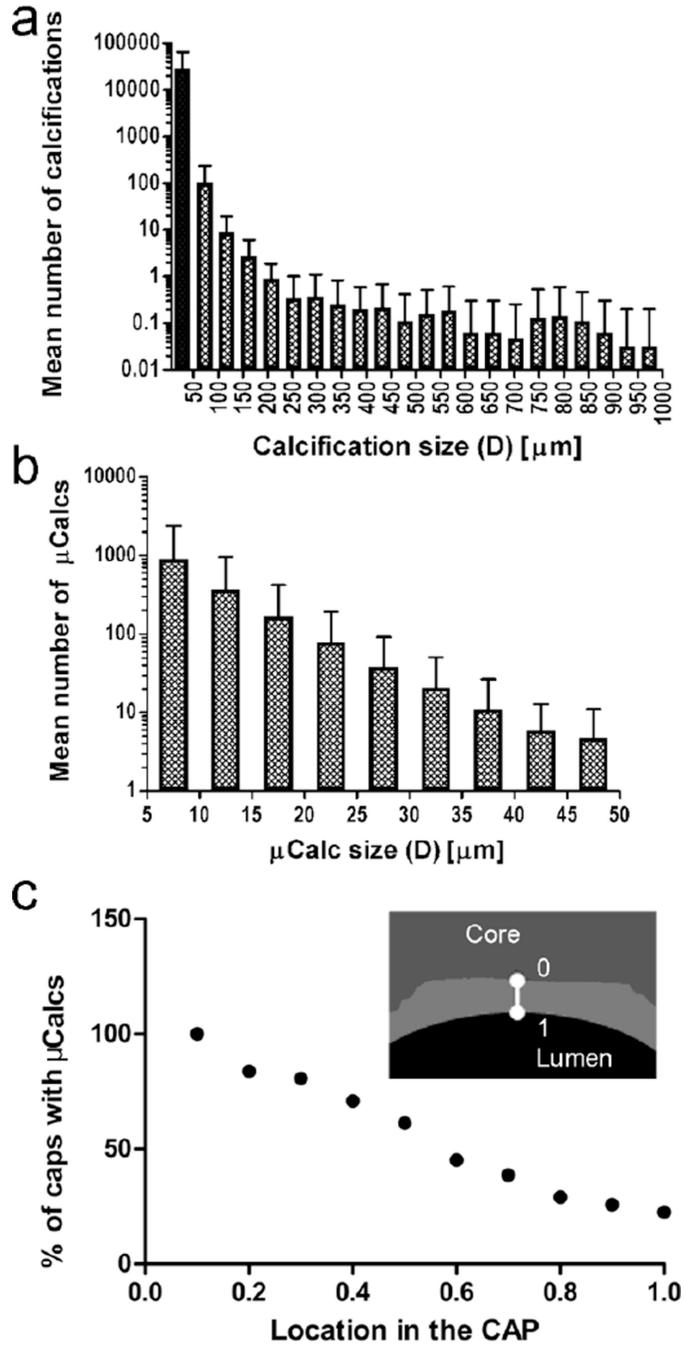 a
Mean number of calcifications
100000
10000
1000
100
10
1
0.1
0.01
50 100 150 200 250 300 350 400 450 500 550 600 650 700 750 800 850 900 950 1000
Calcification size (D) [μm]
b
Mean number of μCalcs
10000
1000
100
10
1
5 10 15 20 25 30 35 40 45 50
μCalc size (D) [μm]
c
% of caps with μCalcs
150
100
50
0
Core
0
1
Lumen
0.0 0.2 0.4 0.6 0.8 1.0
Location in the CAP